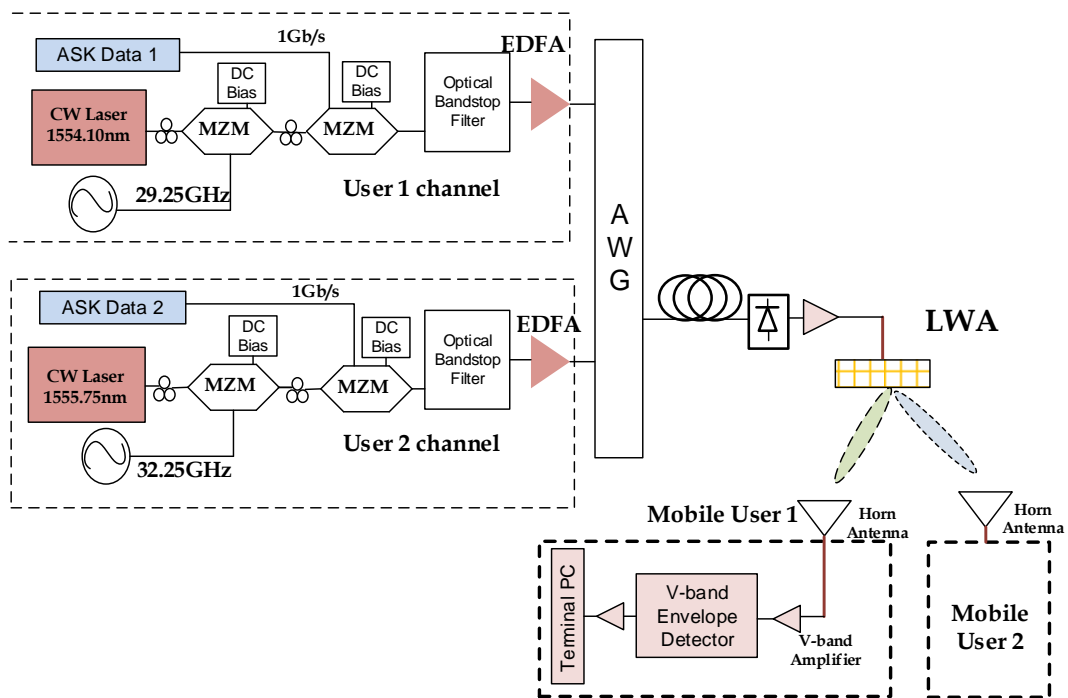 ASK Data 1
1Gb/s
EDFA
DC
Bias
DC
Bias
Optical
Bandstop
Filter
CW Laser
1554.10nm
MZM
MZM
29.25GHz
User 1 channel
A
W
G
ASK Data 2
1Gb/s
EDFA
DC
Bias
DC
Bias
Optical
Bandstop
Filter
CW Laser
1555.75nm
MZM
MZM
32.25GHz
User 2 channel
LWA
Mobile User 1
Horn
Antenna
Horn
Antenna
Terminal PC
V-band
Envelope
Detector
V-band
Amplifier
Mobile
User 2